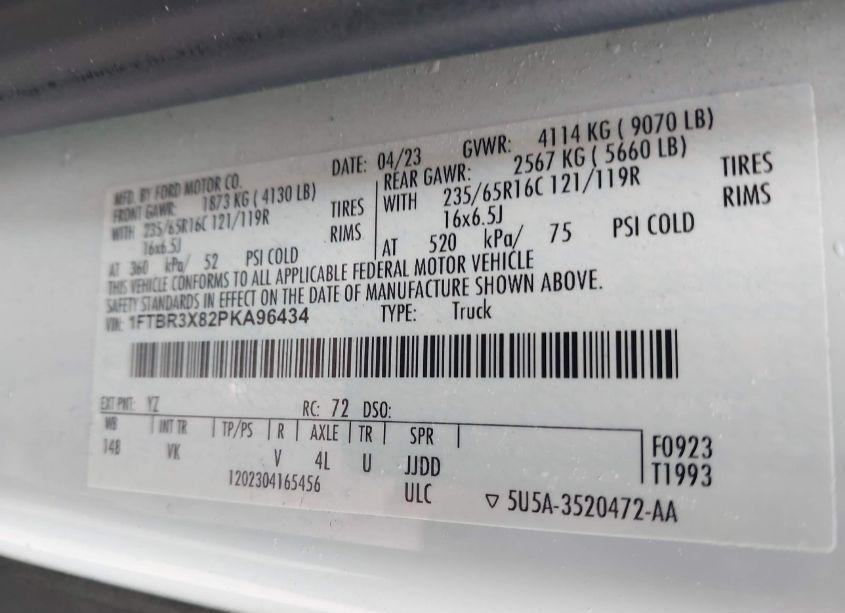 MFD. BY FORD MOTOR CO. DATE: 04/23 GVWR: 4114 KG ( 9070 LB)
FRONT GAWR: 1873 KG ( 4130 LB)
WITH 235/65R16C 121/119R TIRES
16x6.5J RIMS
AT 360 kPa/ 52 PSI COLD
REAR GAWR: 2567 KG ( 5660 LB)
WITH 235/65R16C 121/119R TIRES
16x6.5J RIMS
AT 520 kPa/ 75 PSI COLD
THIS VEHICLE CONFORMS TO ALL APPLICABLE FEDERAL MOTOR VEHICLE
SAFETY STANDARDS IN EFFECT ON THE DATE OF MANUFACTURE SHOWN ABOVE.
VIN: 1FTBR3X82PKA96434 TYPE: Truck
EXT PNT: YZ RC: 72 DSO:
WB INT TR TP/PS R AXLE TR SPR
148 VK V 4L U JJDD
1202304165456 ULC
F0923
T1993
5U5A-3520472-AA